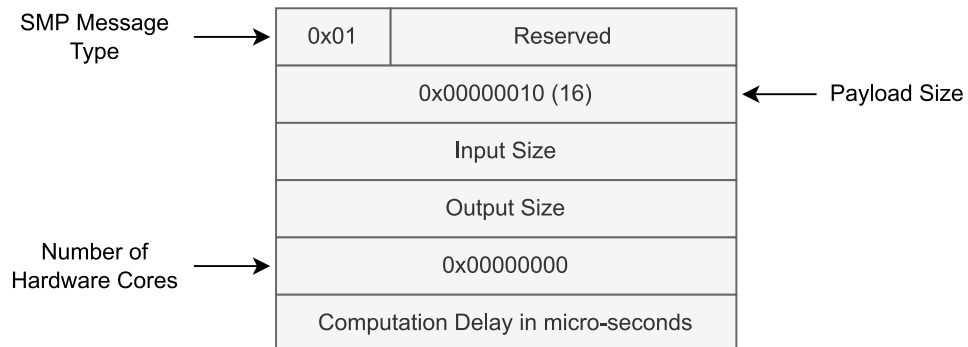 SMP Message
Type
0x01
Reserved
0x00000010 (16)
Payload Size
Input Size
Output Size
Number of
Hardware Cores
0x00000000
Computation Delay in micro-seconds